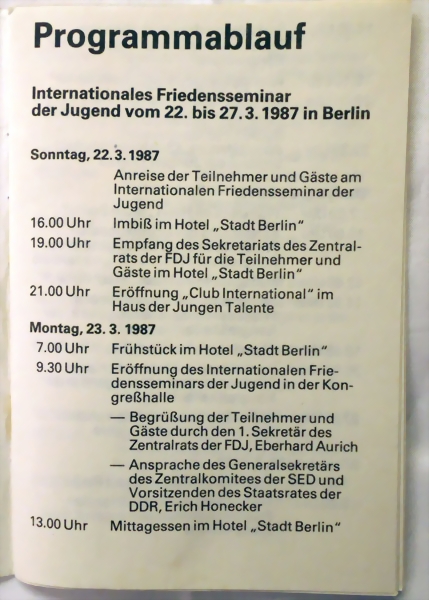 Programmablauf
Internationales Friedensseminar
der Jugend vom 22. bis 27. 3. 1987 in Berlin
Sonntag, 22. 3. 1987
Anreise der Teilnehmer und Gäste am
Internationalen Friedensseminar der
Jugend
16.00 Uhr Imbiß im Hotel „Stadt Berlin“
19.00 Uhr Empfang des Sekretariats des Zentral-
rats der FDJ für die Teilnehmer und
Gäste im Hotel „Stadt Berlin“
21.00 Uhr Eröffnung „Club International“ im
Haus der Jungen Talente
Montag, 23. 3. 1987
7.00 Uhr Frühstück im Hotel „Stadt Berlin“
9.30 Uhr Eröffnung des Internationalen Frie-
densseminars der Jugend in der Kon-
greßhalle
— Begrüßung der Teilnehmer und
Gäste durch den 1. Sekretär des
Zentralrats der FDJ, Eberhard Aurich
— Ansprache des Generalsekretärs
des Zentralkomitees der SED und
Vorsitzenden des Staatsrates der
DDR, Erich Honecker
13.00 Uhr Mittagessen im Hotel „Stadt Berlin“